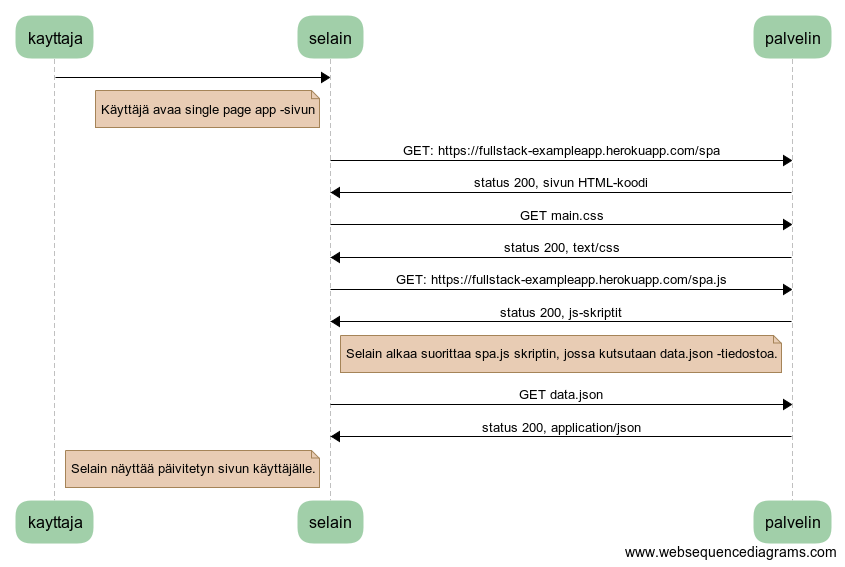 kayttaja
selain
palvelin
Käyttäjä avaa single page app -sivun
GET: https://fullstack-exampleapp.herokuapp.com/spa
status 200, sivun HTML-koodi
GET main.css
status 200, text/css
GET: https://fullstack-exampleapp.herokuapp.com/spa.js
status 200, js-skriptit
Selain alkaa suorittaa spa.js skriptin, jossa kutsutaan data.json -tiedostoa.
GET data.json
status 200, application/json
Selain näyttää päivitetyn sivun käyttäjälle.
kayttaja
selain
palvelin
www.websequencediagrams.com